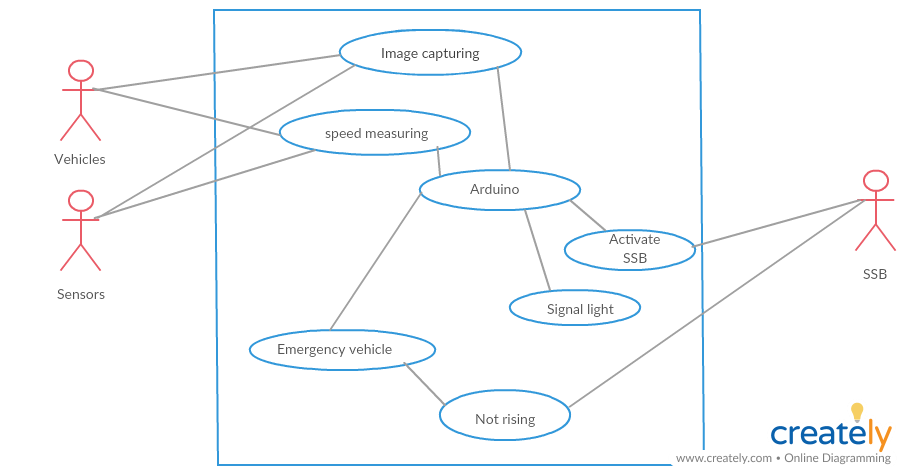 Image capturing
speed measuring
Vehicles
Arduino
Activate
SSB
SSB
Sensors
Signal light
Emergency vehicle
Not rising
creately
www.creately.com • Online Diagramming